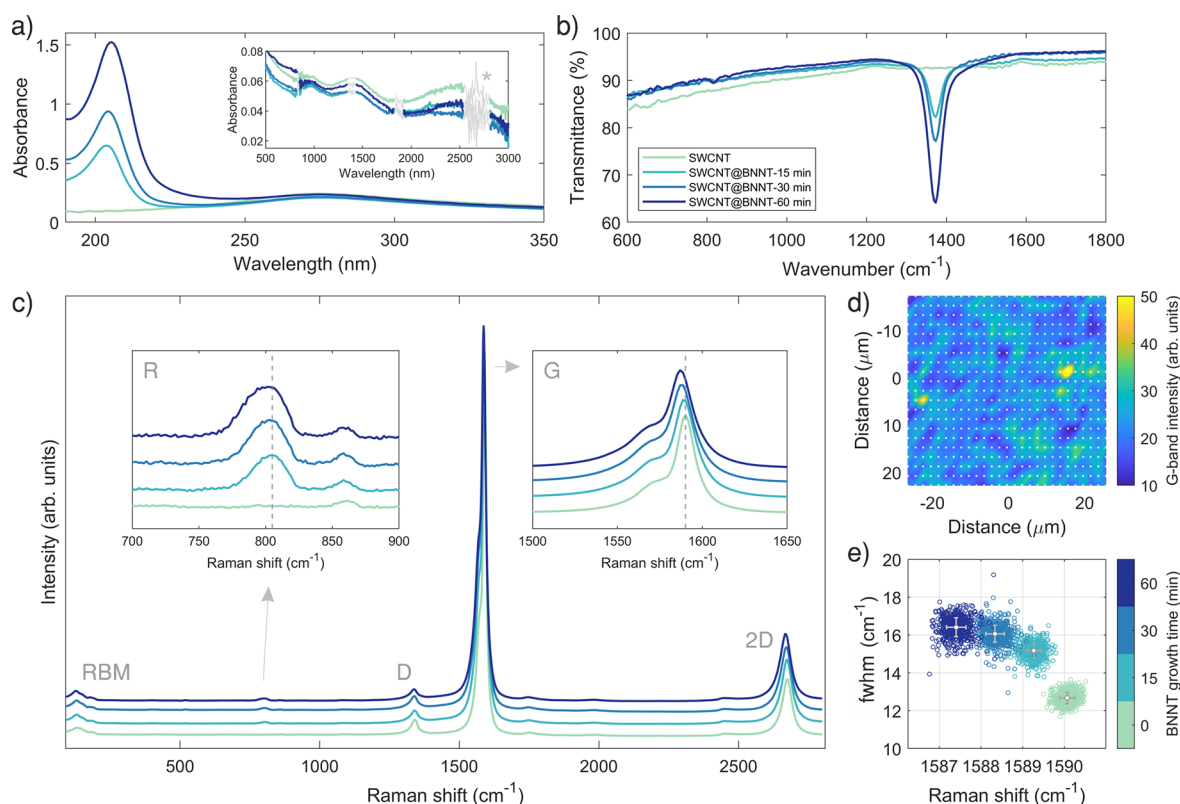 a)
1.5
1
0.5
0
Absorbance
200
250
300
350
Wavelength (nm)
0.08
0.06
0.04
0.02
Absorbance
*
500
1000
1500
2000
2500
3000
Wavelength (nm)
b)
100
90
80
70
60
Transmittance (%)
SWCNT
SWCNT@BNNT-15 min
SWCNT@BNNT-30 min
SWCNT@BNNT-60 min
600
800
1000
1200
1400
1600
1800
Wavenumber (cm⁻¹)
c)
Intensity (arb. units)
R
700
750
800
850
900
Raman shift (cm⁻¹)
G
1500
1550
1600
1650
Raman shift (cm⁻¹)
RBM
D
2D
500
1000
1500
2000
2500
Raman shift (cm⁻¹)
d)
-10
0
10
20
Distance (μm)
-20
0
20
Distance (μm)
50
40
30
20
10
G-band intensity (arb. units)
e)
20
18
16
14
12
10
fwhm (cm⁻¹)
1587
1588
1589
1590
Raman shift (cm⁻¹)
60
30
15
0
BNNT growth time (min)